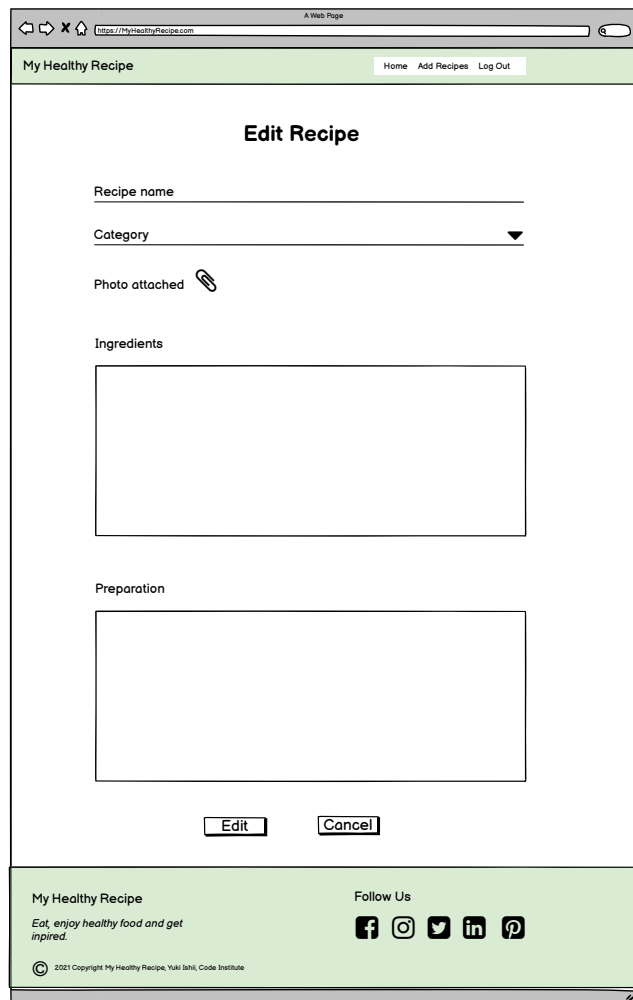 A Web Page
https://MyHealthyRecipe.com
My Healthy Recipe
Home Add Recipes Log Out
Edit Recipe
Recipe name
Category
Photo attached
Ingredients
Preparation
Edit Cancel
My Healthy Recipe
Eat, enjoy healthy food and get
inpired.
© 2021 Copyright My Healthy Recipe, Yuki Ishii, Code Institute
Follow Us